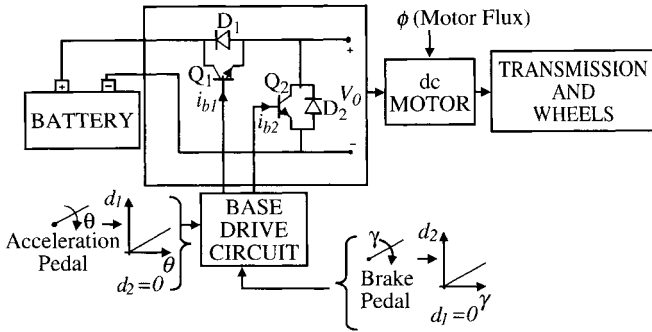 ϕ (Motor Flux)
D₁
Q₁
i_b1
+
−
BATTERY
Q₂
i_b2
D₂
+
V₀
−
dc
MOTOR
TRANSMISSION
AND
WHEELS
BASE
DRIVE
CIRCUIT
θ
Acceleration
Pedal
d₁
θ
d₂=0
γ
Brake
Pedal
d₂
γ
d₁=0